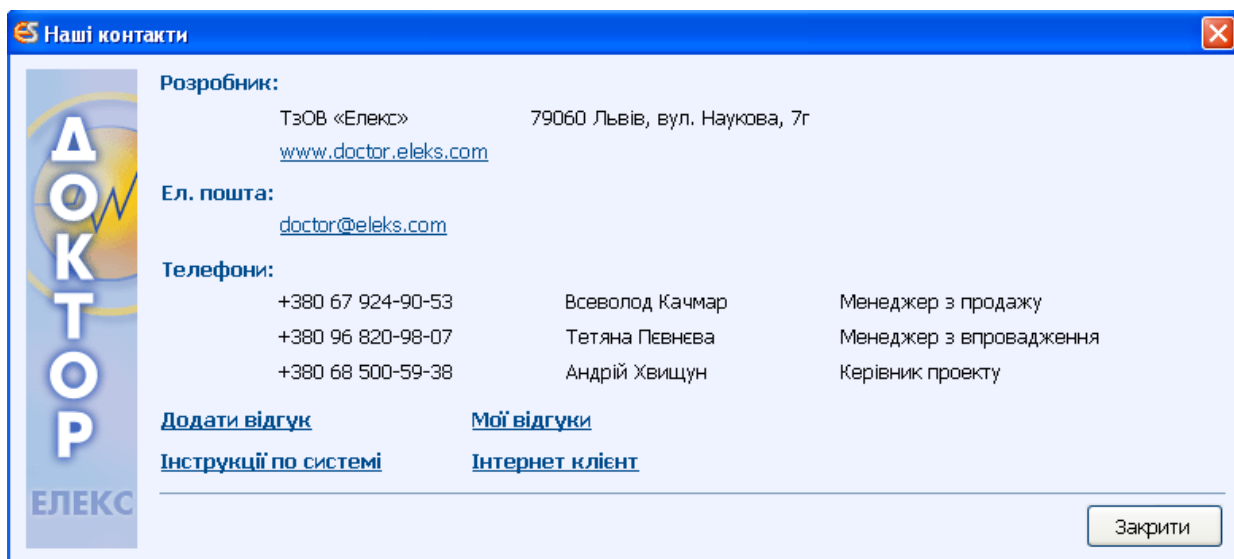 Наші контакти
ДОКТОР
ЕЛЕКС
Розробник:
ТзОВ «Елекс» 79060 Львів, вул. Наукова, 7г
www.doctor.eleks.com
Ел. пошта:
doctor@eleks.com
Телефони:
+380 67 924-90-53 Всеволод Качмар Менеджер з продажу
+380 96 820-98-07 Тетяна Пєвнєва Менеджер з впровадження
+380 68 500-59-38 Андрій Хвищун Керівник проекту
Додати відгук Мої відгуки
Інструкції по системі Інтернет клієнт
Закрити